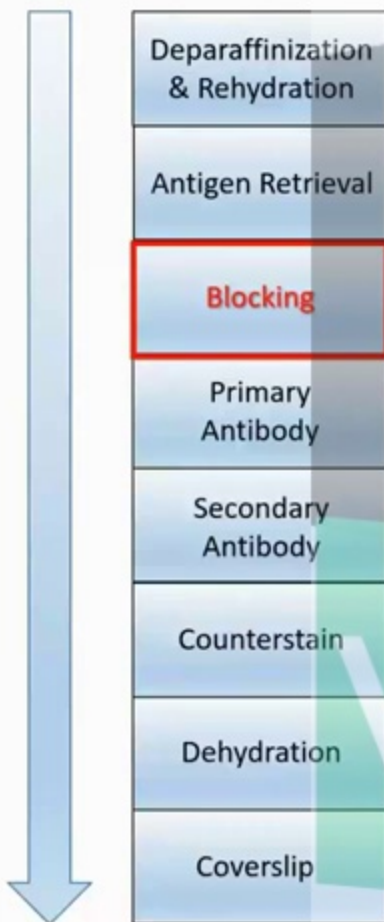 Deparaffinization
& Rehydration
Antigen Retrieval
Blocking
Primary
Antibody
Secondary
Antibody
Counterstain
Dehydration
Coverslip